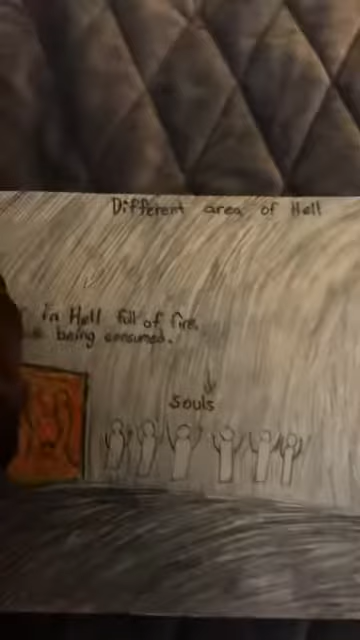 Different area of Hell
in Hell full of fire,
being consumed.
Souls